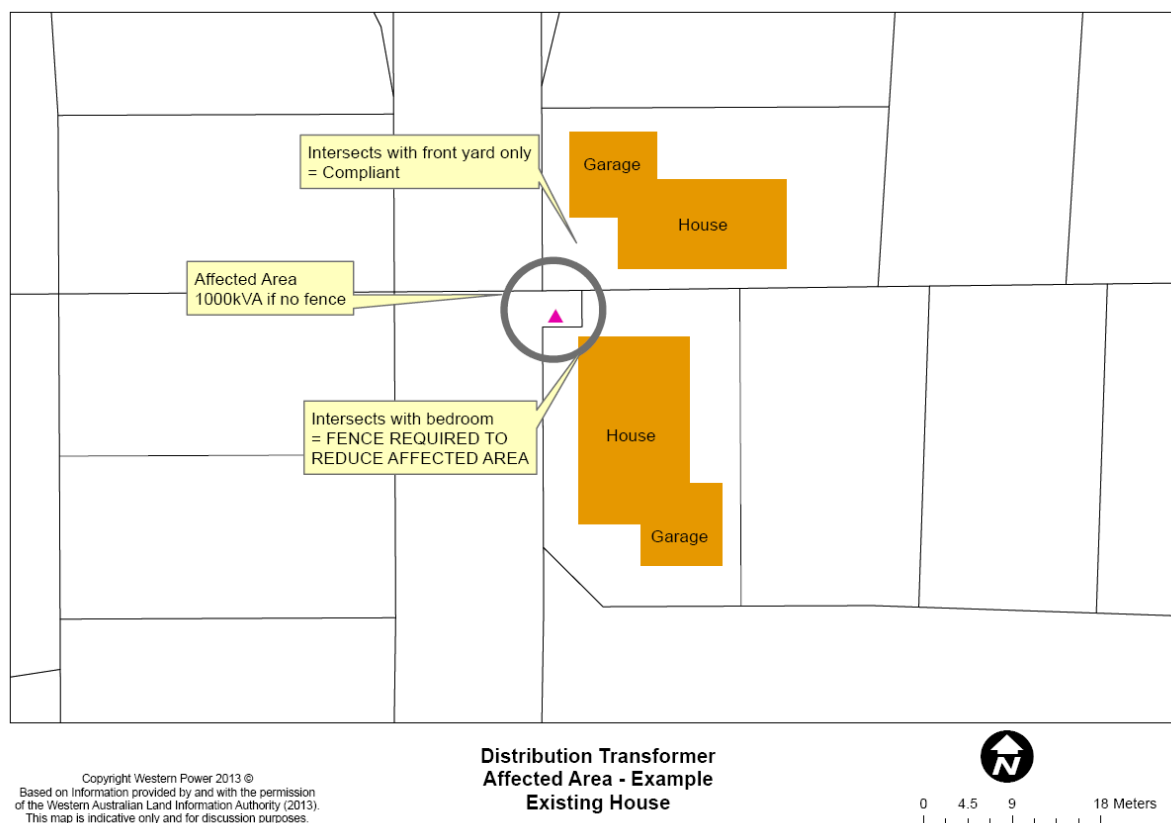 Garage
House
Intersects with front yard only
= Compliant
Affected Area
1000kVA if no fence
Intersects with bedroom
= FENCE REQUIRED TO
REDUCE AFFECTED AREA
House
Garage
Copyright Western Power 2013 ©
Based on Information provided by and with the permission
of the Western Australian Land Information Authority (2013).
This map is indicative only and for discussion purposes.
Distribution Transformer
Affected Area - Example
Existing House
N
0 4.5 9 18 Meters